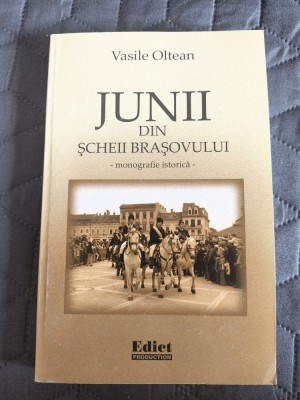 Vasile Oltean
JUNII
DIN
ŞCHEII BRAŞOVULUI
- monografie istorică -
Edict
PRODUCTION